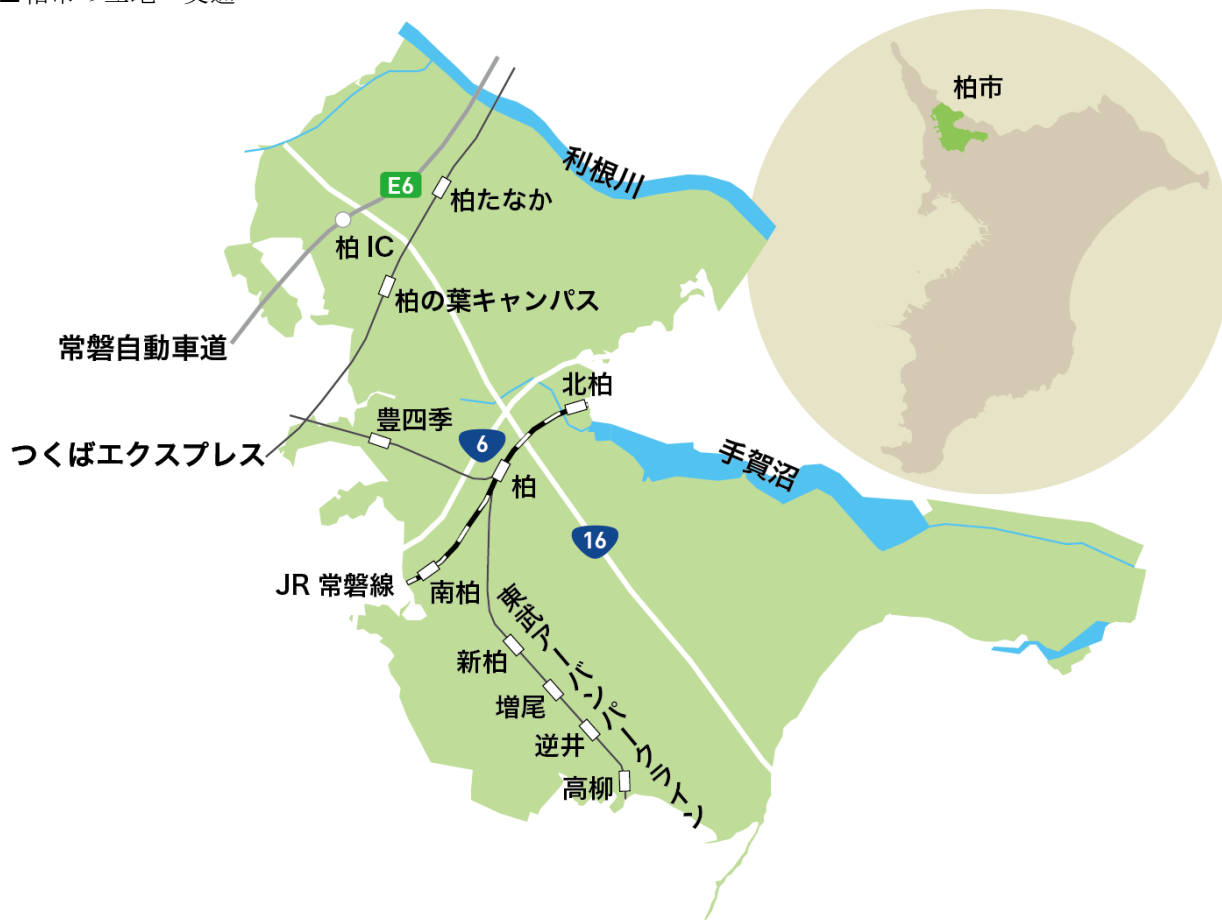 柏市
利根川
E6
柏たなか
柏 IC
柏の葉キャンパス
常磐自動車道
北柏
豊四季
6
つくばエクスプレス
手賀沼
柏
16
JR 常磐線
南柏
東武アーバンパークライン
新柏
増尾
逆井
高柳